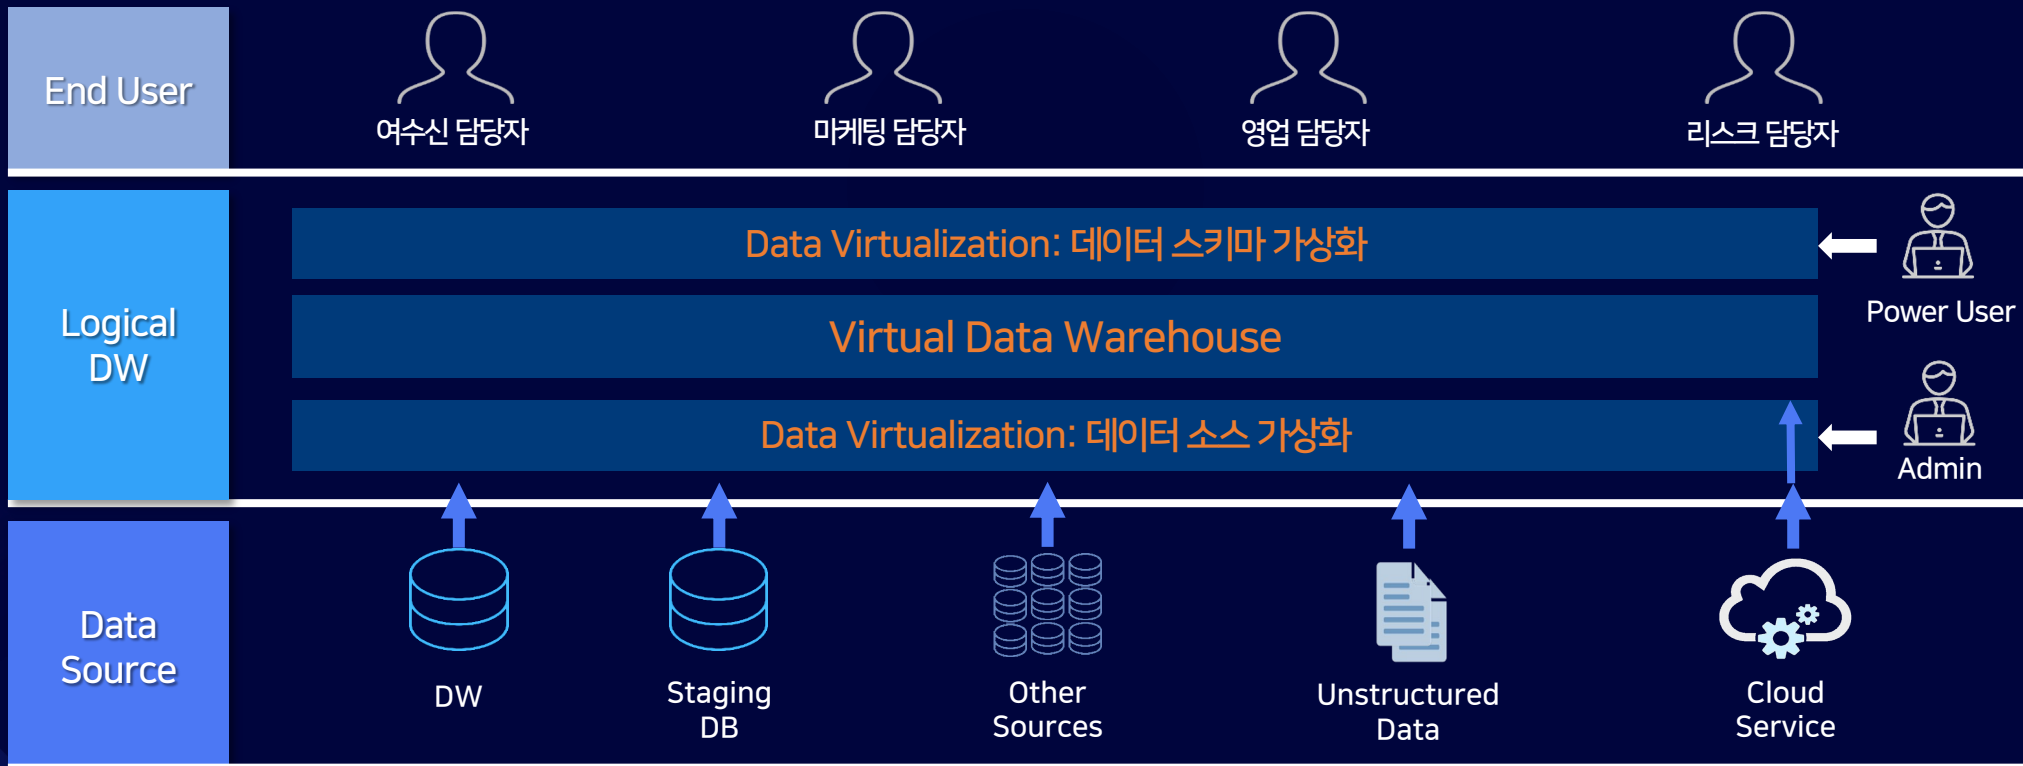 End User
여수신 담당자
마케팅 담당자
영업 담당자
리스크 담당자
Logical
DW
Data Virtualization: 데이터 스키마 가상화
Virtual Data Warehouse
Data Virtualization: 데이터 소스 가상화
Power User
Admin
Data
Source
DW
Staging
DB
Other
Sources
Unstructured
Data
Cloud
Service